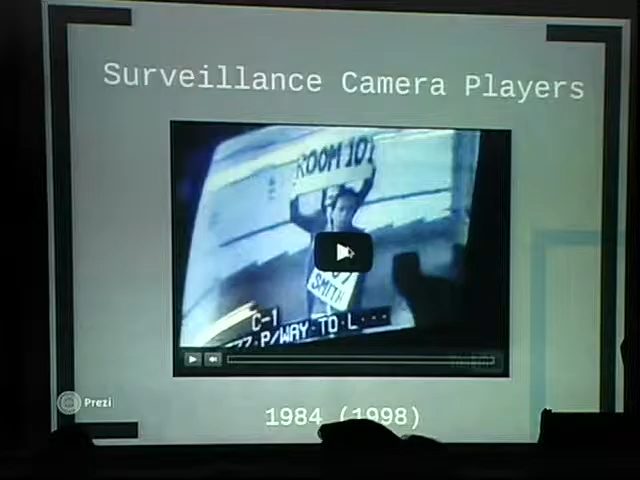 Surveillance Camera Players
ROOM 101
SMITH
C-1
P/WAY TO L
Prezi
1984 (1998)